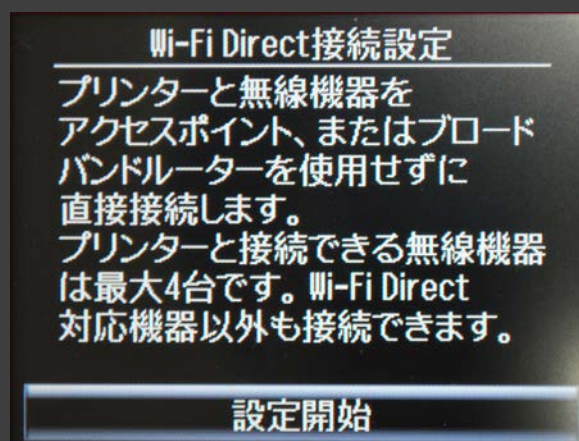 Wi-Fi Direct接続設定
プリンターと無線機器を
アクセスポイント、またはブロード
バンドルーターを使用せずに
直接接続します。
プリンターと接続できる無線機器
は最大4台です。Wi-Fi Direct
対応機器以外も接続できます。
設定開始